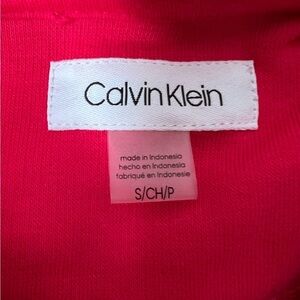 Calvin Klein
made in Indonesia
hecho en Indonesia
fabriqué en Indonésie
S/CH/P